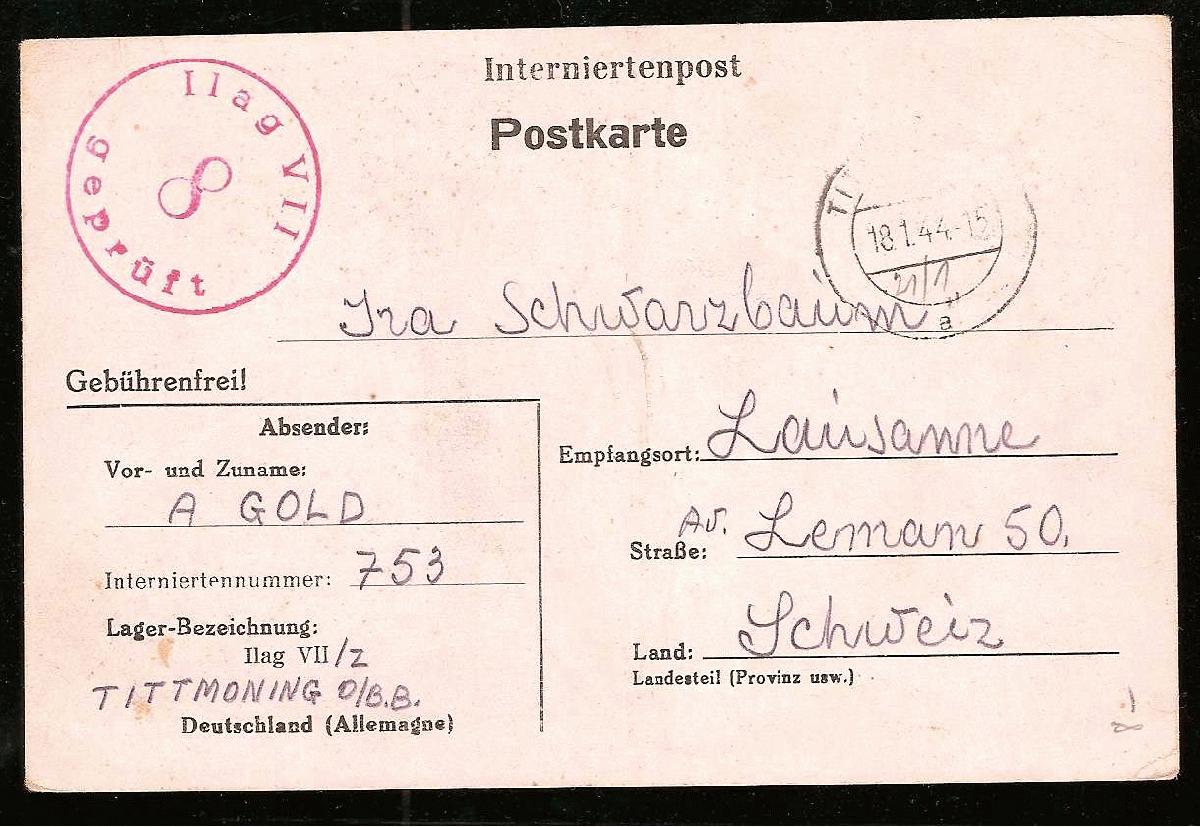 Interniertenpost
Postkarte
Ilag VII
geprüft
8
18.1.44.-15
21/1
a
Ira Schwarzbaum
Gebührenfrei!
Absender:
Vor- und Zuname:
A GOLD
Interniertennummer: 753
Lager-Bezeichnung:
Ilag VII/Z
TITTMONING O/B.B.
Deutschland (Allemagne)
Empfangsort: Lausanne
Straße: Av. Leman 50.
Land: Schweiz
Landesteil (Provinz usw.)